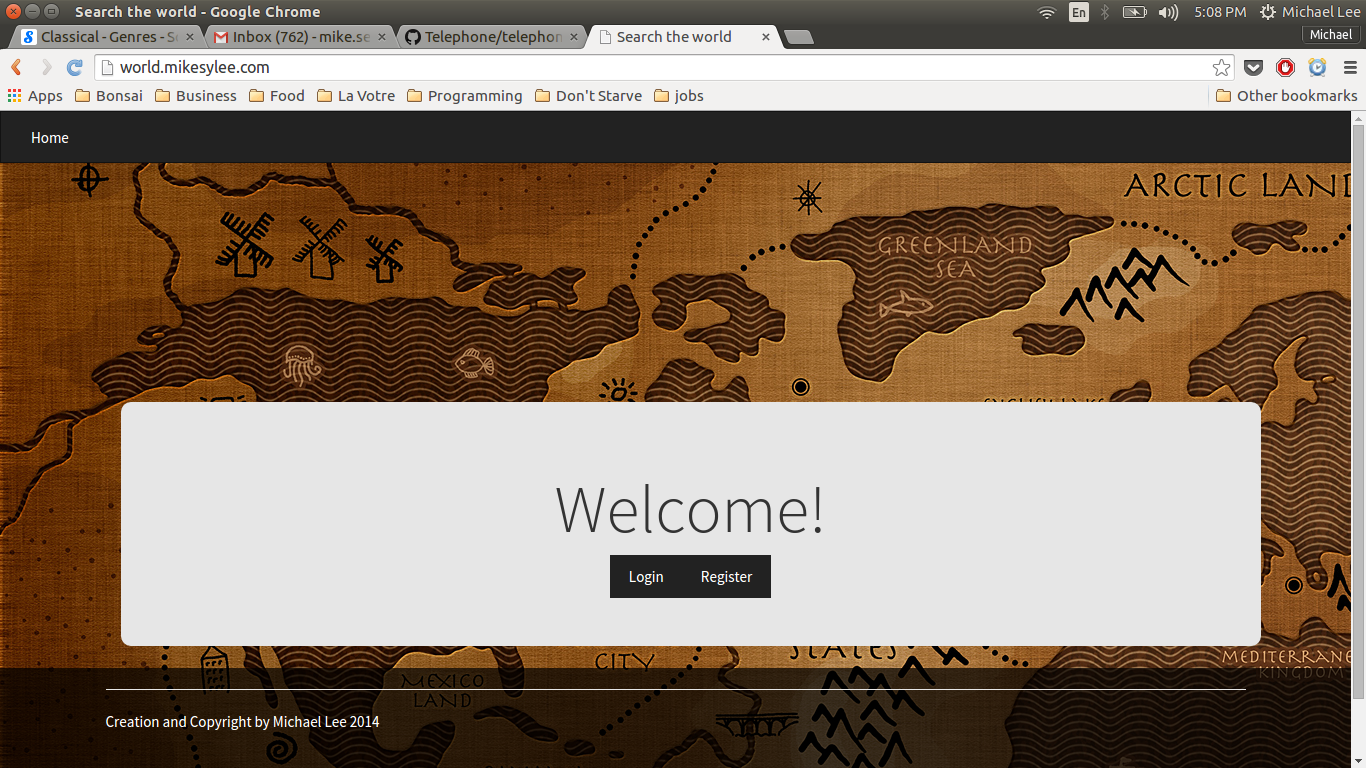 Search the world - Google Chrome
En
5:08 PM
Michael Lee
Classical - Genres - S
Inbox (762) - mike.se
Telephone/telephon
Search the world
Michael
world.mikesylee.com
Apps Bonsai Business Food La Votre Programming Don't Starve jobs Other bookmarks
Home
ARCTIC LAND
GREENLAND
SEA
Welcome!
Login Register
CITY
STATES
MEDITERRANE
KINGDOM
MEXICO
LAND
Creation and Copyright by Michael Lee 2014